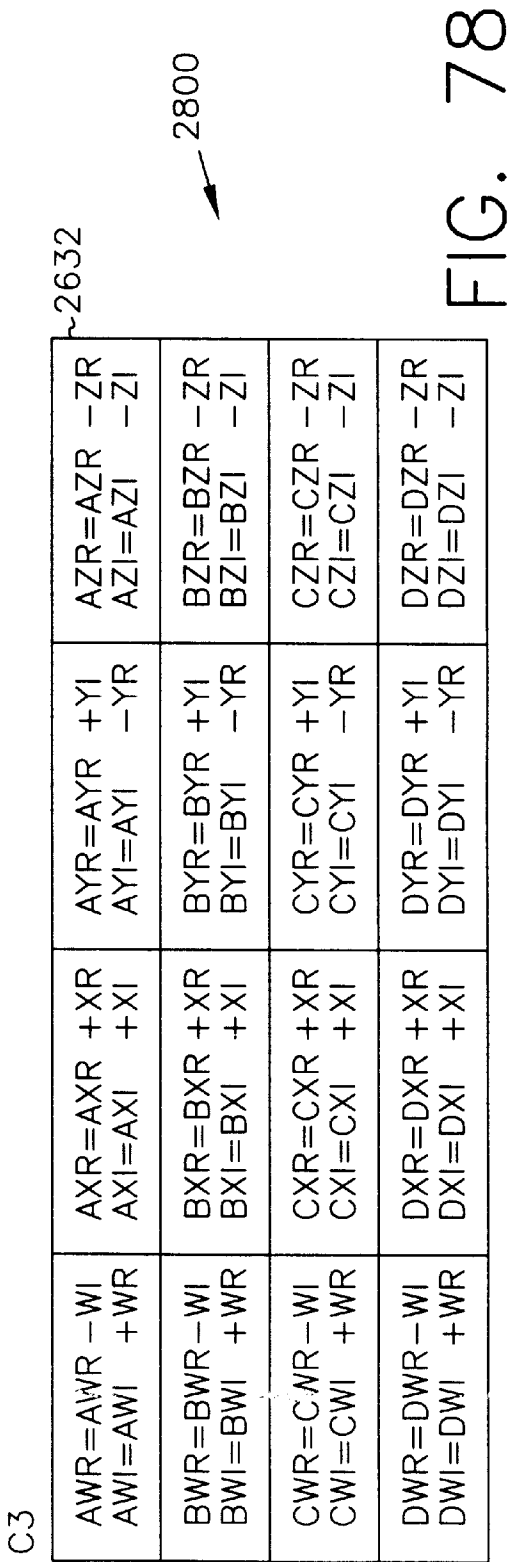 C3
2632
AWR=AWR-WI
AWI=AWI +WR
AXR=AXR +XR
AXI=AXI +XI
AYR=AYR +YI
AYI=AYI -YR
AZR=AZR -ZR
AZI=AZI -ZI
BWR=BWR-WI
BWI=BWI +WR
BXR=BXR +XR
BXI=BXI +XI
BYR=BYR +YI
BYI=BYI -YR
BZR=BZR -ZR
BZI=BZI -ZI
CWR=CWR-WI
CWI=CWI +WR
CXR=CXR +XR
CXI=CXI +XI
CYR=CYR +YI
CYI=CYI -YR
CZR=CZR -ZR
CZI=CZI -ZI
DWR=DWR-WI
DWI=DWI +WR
DXR=DXR +XR
DXI=DXI +XI
DYR=DYR +YI
DYI=DYI -YR
DZR=DZR -ZR
DZI=DZI -ZI
2800
FIG. 78